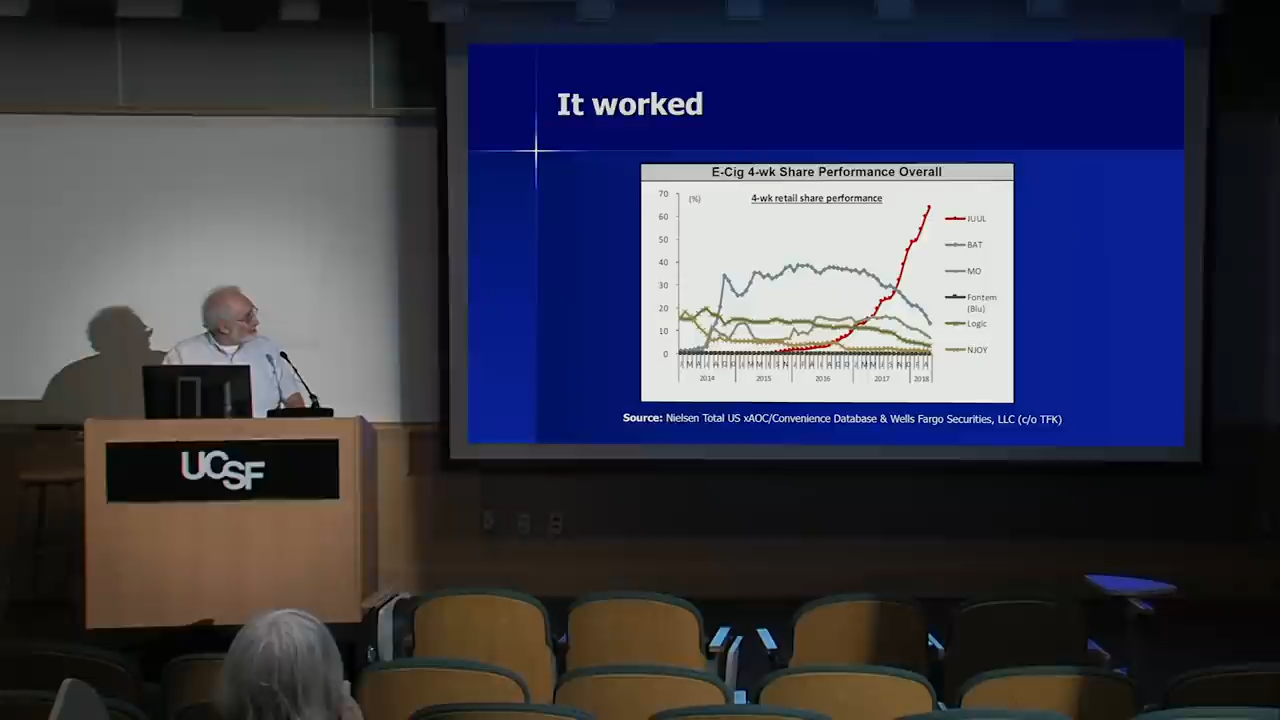 It worked
E-Cig 4-wk Share Performance Overall
(%)
4-wk retail share performance
70
60
50
40
30
20
10
0
2014
2015
2016
2017
2018
JUUL
BAT
MO
Fontem
(Blu)
Logic
NJOY
Source: Nielsen Total US xAOC/Convenience Database & Wells Fargo Securities, LLC (c/o TFK)
UCSF